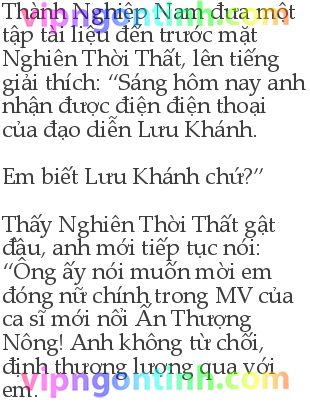 Thành Nghiệp Nam đưa một
tập tài liệu đến trước mặt
Nghiên Thời Thất, lên tiếng
giải thích: “Sáng hôm nay anh
nhận được điện điện thoại
của đạo diễn Lưu Khánh.
Em biết Lưu Khánh chứ?”
Thấy Nghiên Thời Thất gật
đầu, anh mới tiếp tục nói:
“Ông ấy nói muốn mời em
đóng nữ chính trong MV của
ca sĩ mới nổi Ấn Thượng
Nông! Anh không từ chối,
định thương lượng qua với
em.
vipngontinh.com
vipngontinh.com